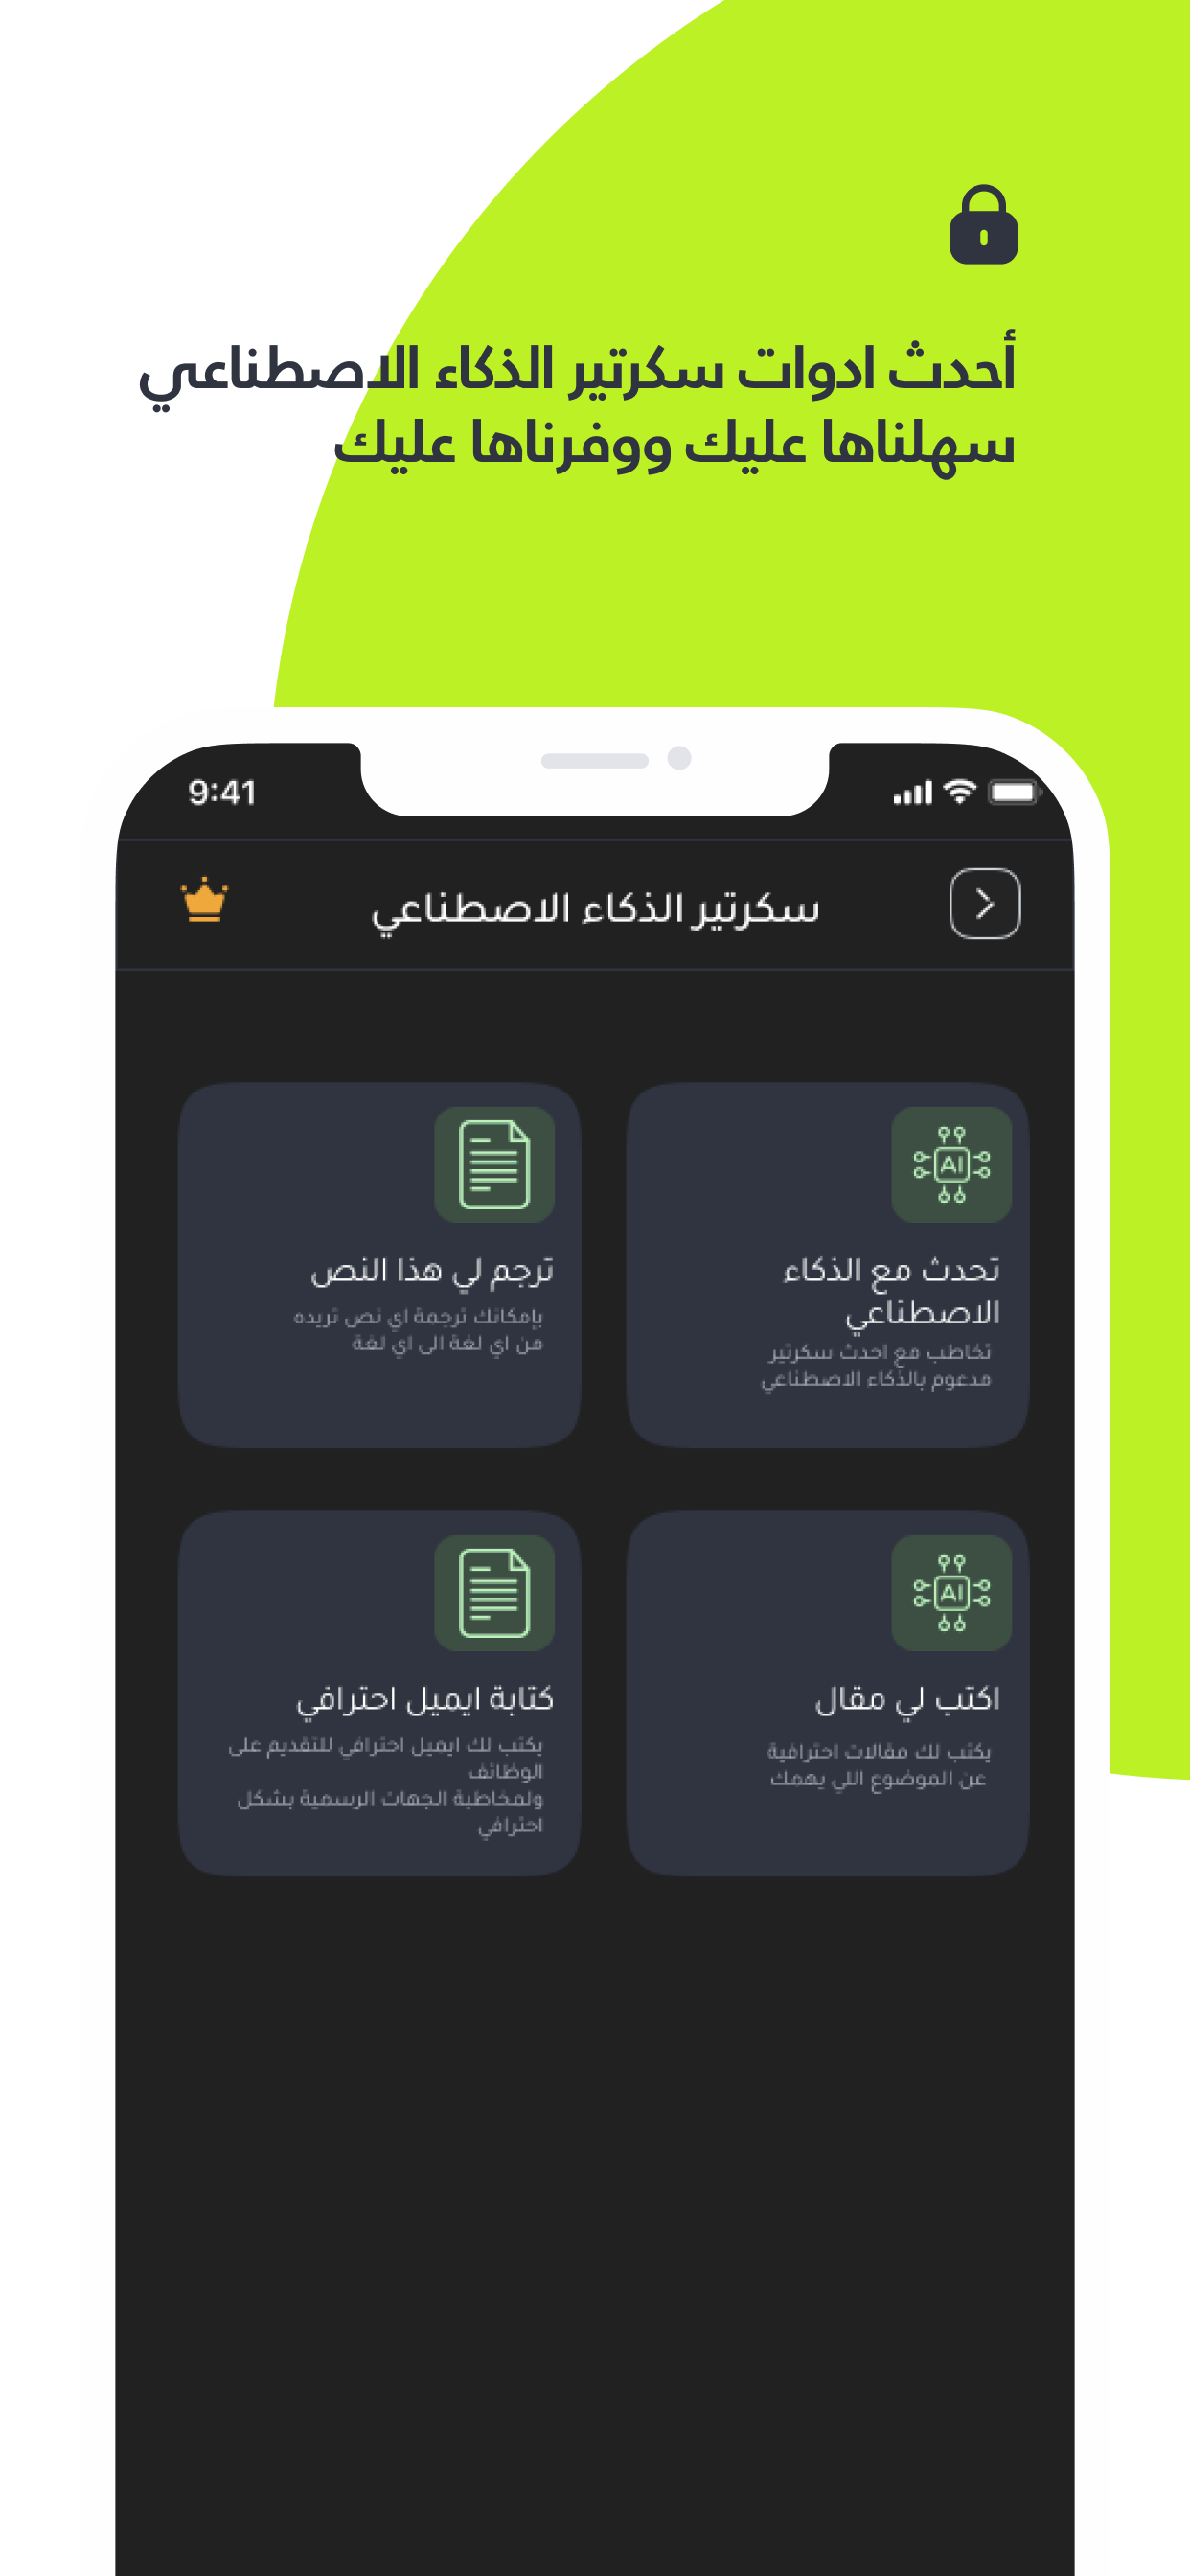 أحدث ادوات سكرتير الذكاء الاصطناعي
سهلناها عليك ووفرناها عليك
9:41
سكرتير الذكاء الاصطناعي
AI
تحدث مع الذكاء
الاصطناعي
تخاطب مع احدث سكرتير
مدعوم بالذكاء الاصطناعي
ترجم لي هذا النص
بإمكانك ترجمة اي نص تريده
من اي لغة الى اي لغة
AI
اكتب لي مقال
يكتب لك مقالات احترافية
عن الموضوع اللي يهمك
كتابة ايميل احترافي
يكتب لك ايميل احترافي للتقديم على
الوظائف
ولمخاطبة الجهات الرسمية بشكل
احترافي